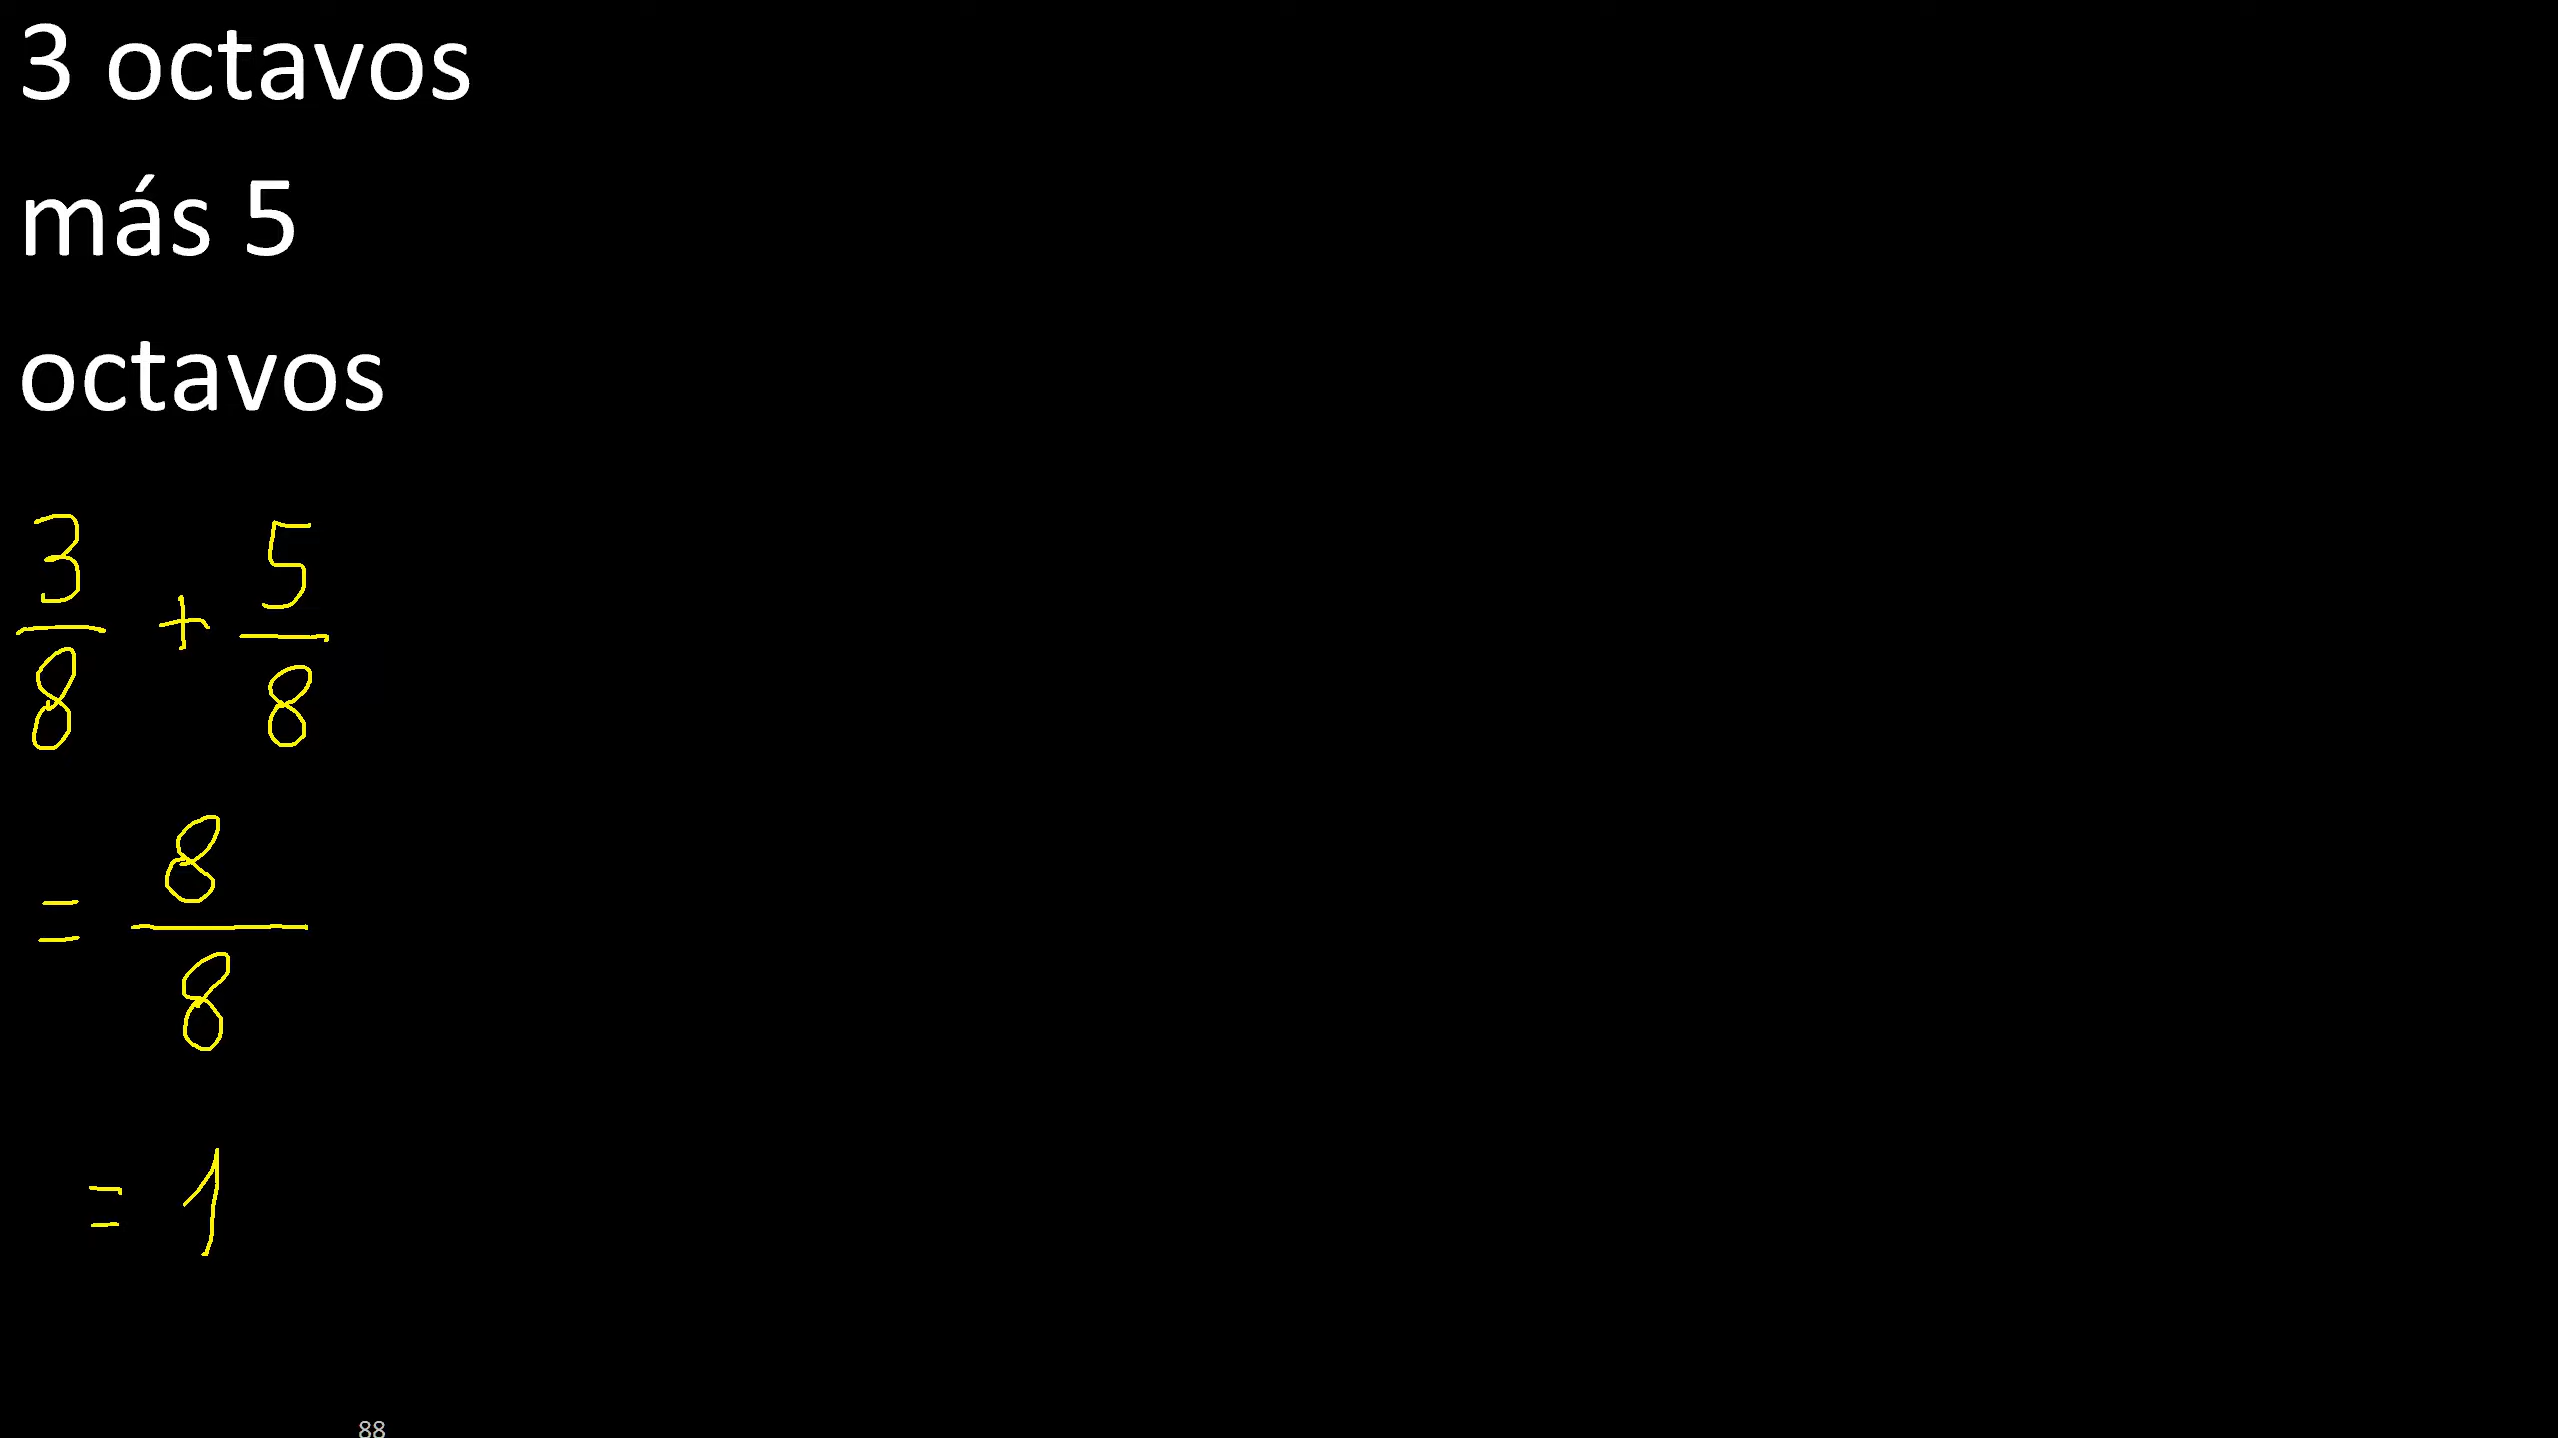 3 octavos
más 5
octavos
3/8 + 5/8
= 8/8
= 1
88